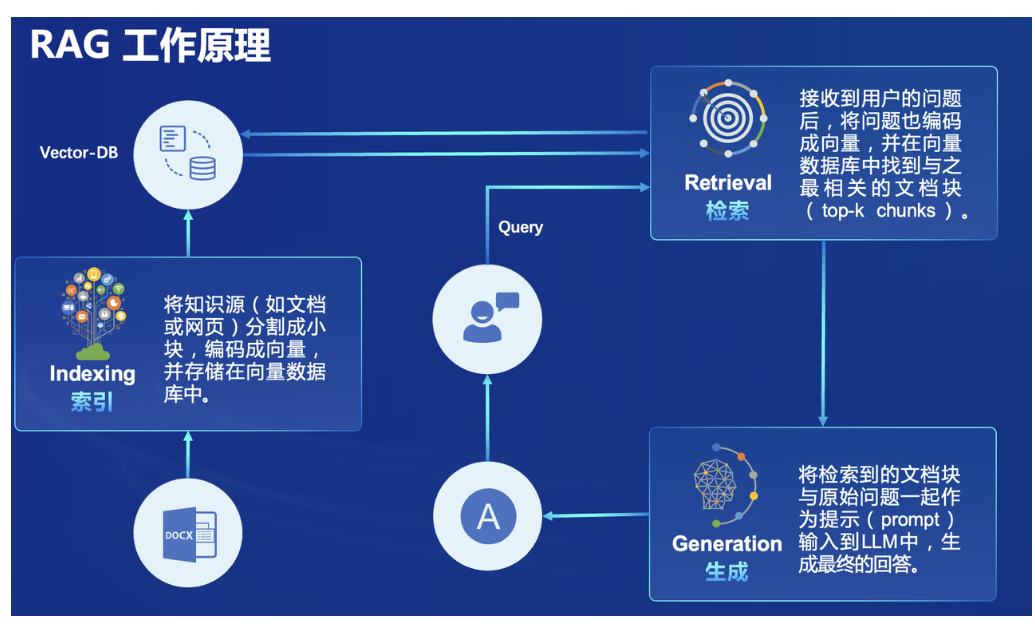 RAG 工作原理
Vector-DB
Indexing
索引
将知识源（如文档
或网页）分割成小
块，编码成向量，
并存储在向量数据
库中。
DOCX
Query
A
Retrieval
检索
接收到用户的问题
后，将问题也编码
成向量，并在向量
数据库中找到与之
最相关的文档块
（ top-k chunks ）。
Generation
生成
将检索到的文档块
与原始问题一起作
为提示（prompt）
输入到LLM中，生
成最终的回答。